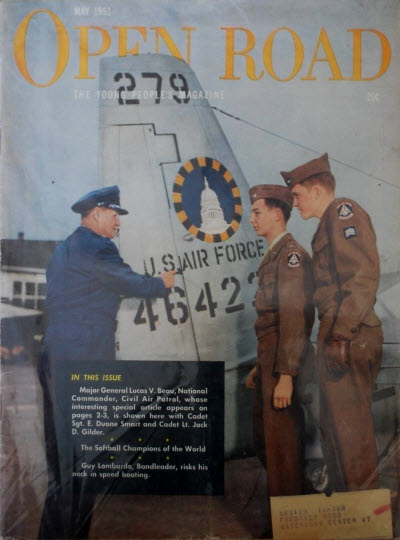 MAY 1951
OPEN ROAD
THE YOUNG PEOPLE'S MAGAZINE
20¢
279
U.S. AIR FORCE
46422
IN THIS ISSUE
Major General Lucas V. Beau, National
Commander, Civil Air Patrol, whose
interesting special article appears on
pages 2-3, is shown here with Cadet
Sgt. E. Duane Smart and Cadet Lt. Jack
D. Gilder.
The Softball Champions of the World
Guy Lombardo, Bandleader, risks his
neck in speed boating.